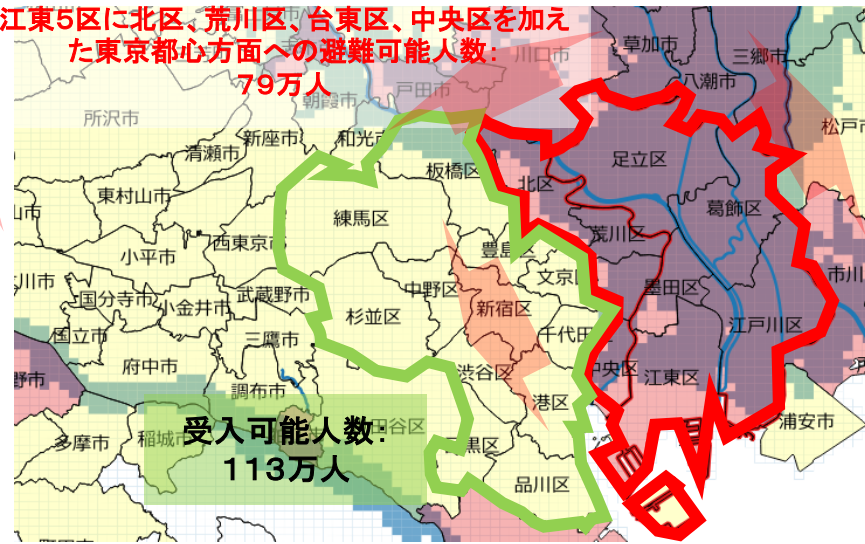 江東5区に北区、荒川区、台東区、中央区を加え
た東京都心方面への避難可能人数：
79万人
川口市
草加市
三郷市
戸田市
八潮市
朝霞市
所沢市
松戸市
新座市
和光市
清瀬市
足立区
板橋区
北区
東村山市
葛飾区
練馬区
荒川区
西東京市
豊島区
小平市
文京区
市川
墨田区
中野区
武蔵野市
国分寺市
小金井市
新宿区
杉並区
江戸川区
国立市
三鷹市
千代田
府中市
中央区
渋谷区
江東区
野市
調布市
港区
浦安市
受入可能人数：
113万人
谷区
多摩市
稲城市
黒区
品川区